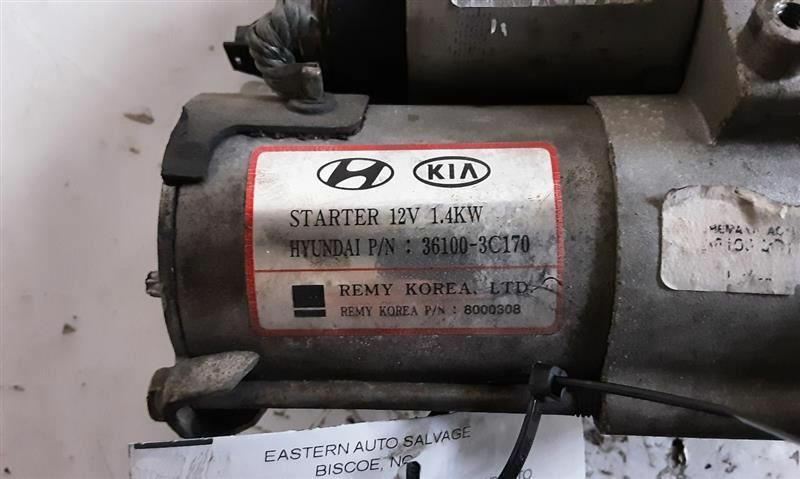 KIA
STARTER 12V 1.4KW
HYUNDAI P/N : 36100-3C170
REMY KOREA, LTD.
REMY KOREA P/N : 8000308
EASTERN AUTO SALVAGE
BISCOE, NC